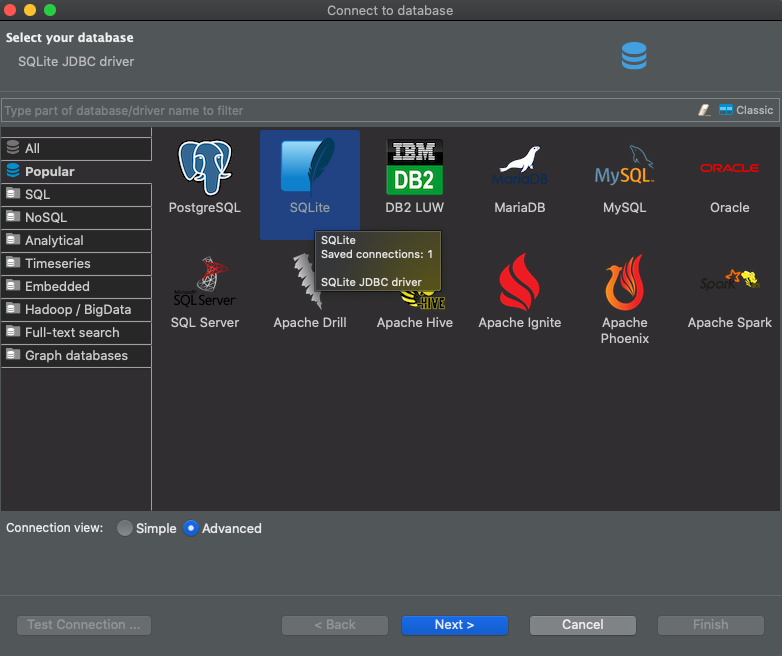 Connect to database
Select your database
SQLite JDBC driver
Type part of database/driver name to filter
Classic
All
Popular
SQL
NoSQL
Analytical
Timeseries
Embedded
Hadoop / BigData
Full-text search
Graph databases
IBM
DB2
MariaDB
MySQL
ORACLE
PostgreSQL
SQLite
DB2 LUW
MariaDB
MySQL
Oracle
SQLite
Saved connections: 1
SQLite JDBC driver
SQL Server
HIVE
Spark
SQL Server
Apache Drill
Apache Hive
Apache Ignite
Apache
Phoenix
Apache Spark
Connection view:
Simple
Advanced
Test Connection ...
< Back
Next >
Cancel
Finish